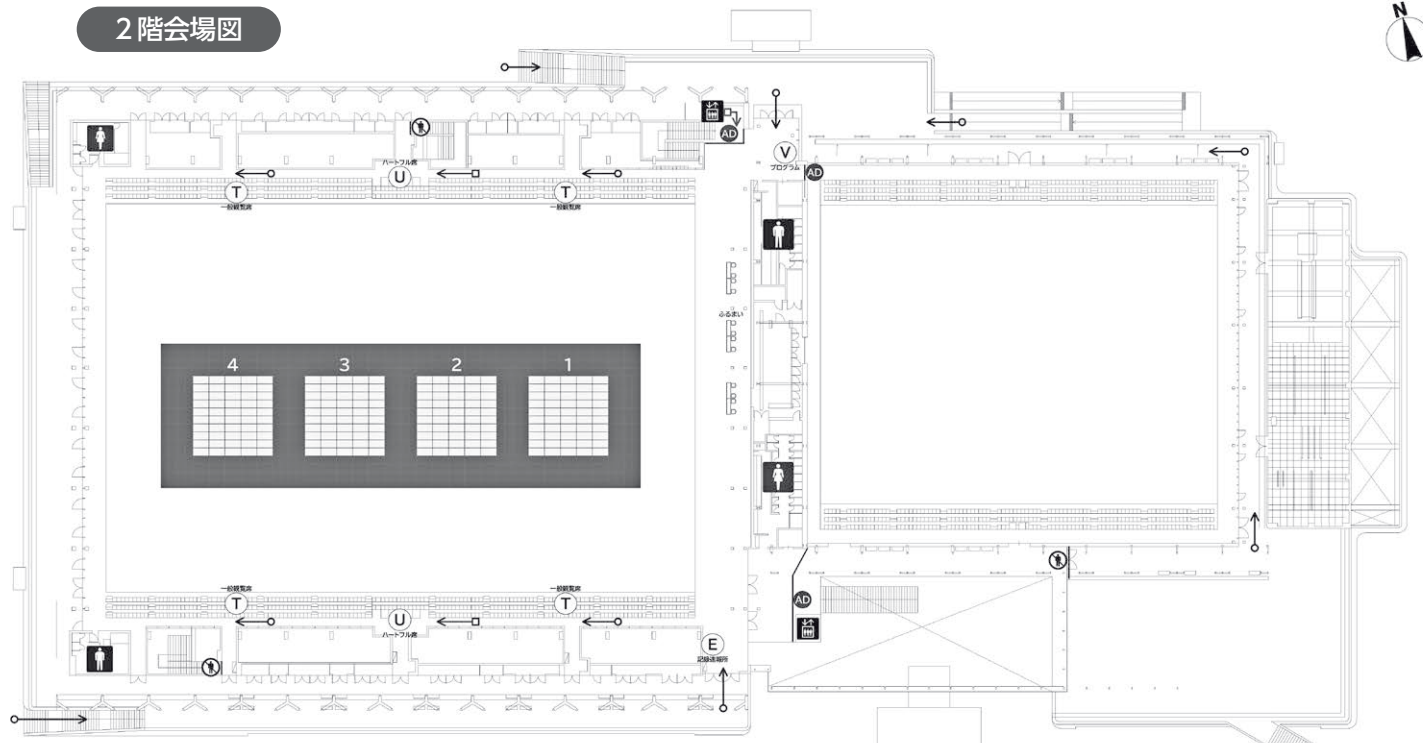 2階会場図
N
AD
ハートフル席
U
V
プログラム
AD
T
一般観覧席
T
一般観覧席
ふるまい
4 3 2 1
一般観覧席
T
一般観覧席
T
U
ハートフル席
AD
E
記録速報所